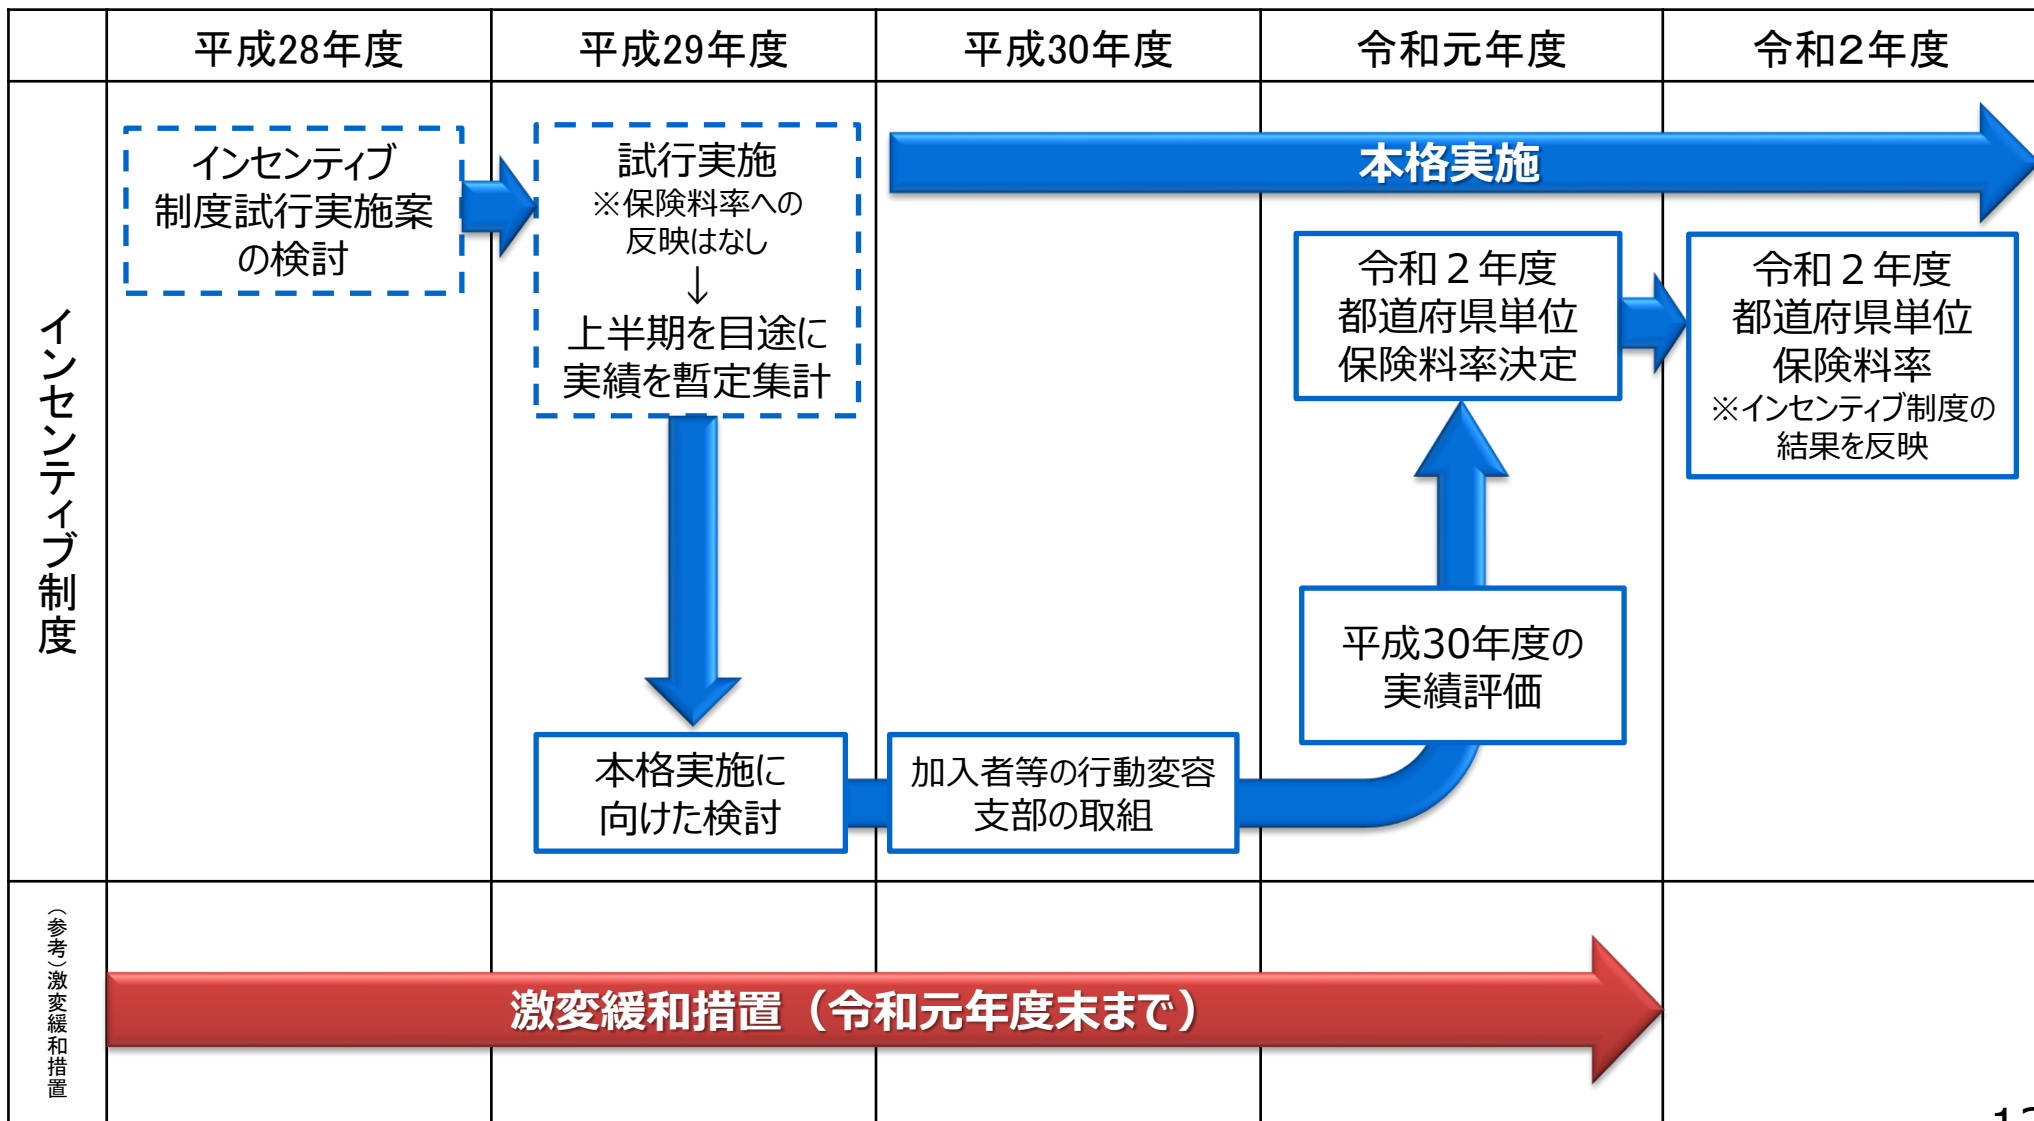 平成28年度
平成29年度
平成30年度
令和元年度
令和2年度
インセンティブ制度
インセンティブ
制度試行実施案
の検討
試行実施
※保険料率への
反映はなし
↓
上半期を目途に
実績を暫定集計
本格実施に
向けた検討
本格実施
加入者等の行動変容
支部の取組
令和２年度
都道府県単位
保険料率決定
平成30年度の
実績評価
令和２年度
都道府県単位
保険料率
※インセンティブ制度の
結果を反映
（参考）激変緩和措置
激変緩和措置（令和元年度末まで）